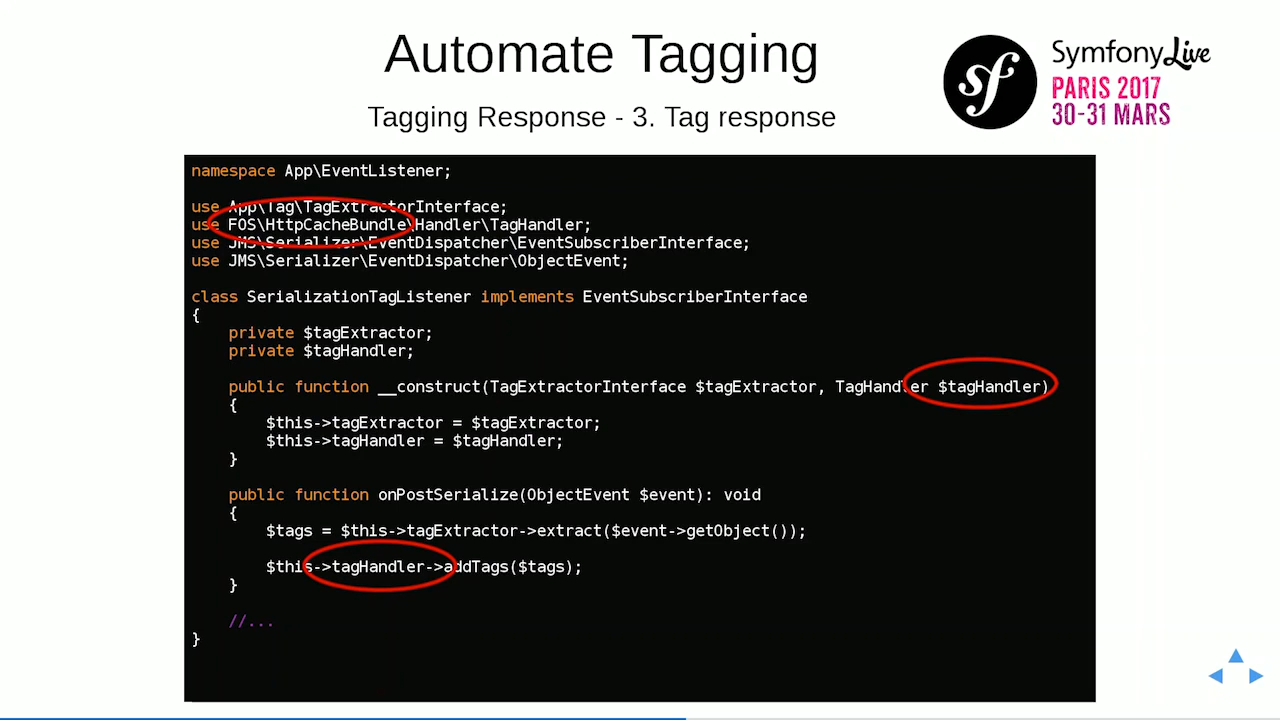 Automate Tagging
Tagging Response - 3. Tag response
sf
SymfonyLive
PARIS 2017
30-31 MARS
namespace App\EventListener;
use App\Tag\TagExtractorInterface;
use FOS\HttpCacheBundle\Handler\TagHandler;
use JMS\Serializer\EventDispatcher\EventSubscriberInterface;
use JMS\Serializer\EventDispatcher\ObjectEvent;
class SerializationTagListener implements EventSubscriberInterface
{
    private $tagExtractor;
    private $tagHandler;
    public function __construct(TagExtractorInterface $tagExtractor, TagHandler $tagHandler)
    {
        $this->tagExtractor = $tagExtractor;
        $this->tagHandler = $tagHandler;
    }
    public function onPostSerialize(ObjectEvent $event): void
    {
        $tags = $this->tagExtractor->extract($event->getObject());
        $this->tagHandler->addTags($tags);
    }
    //...
}